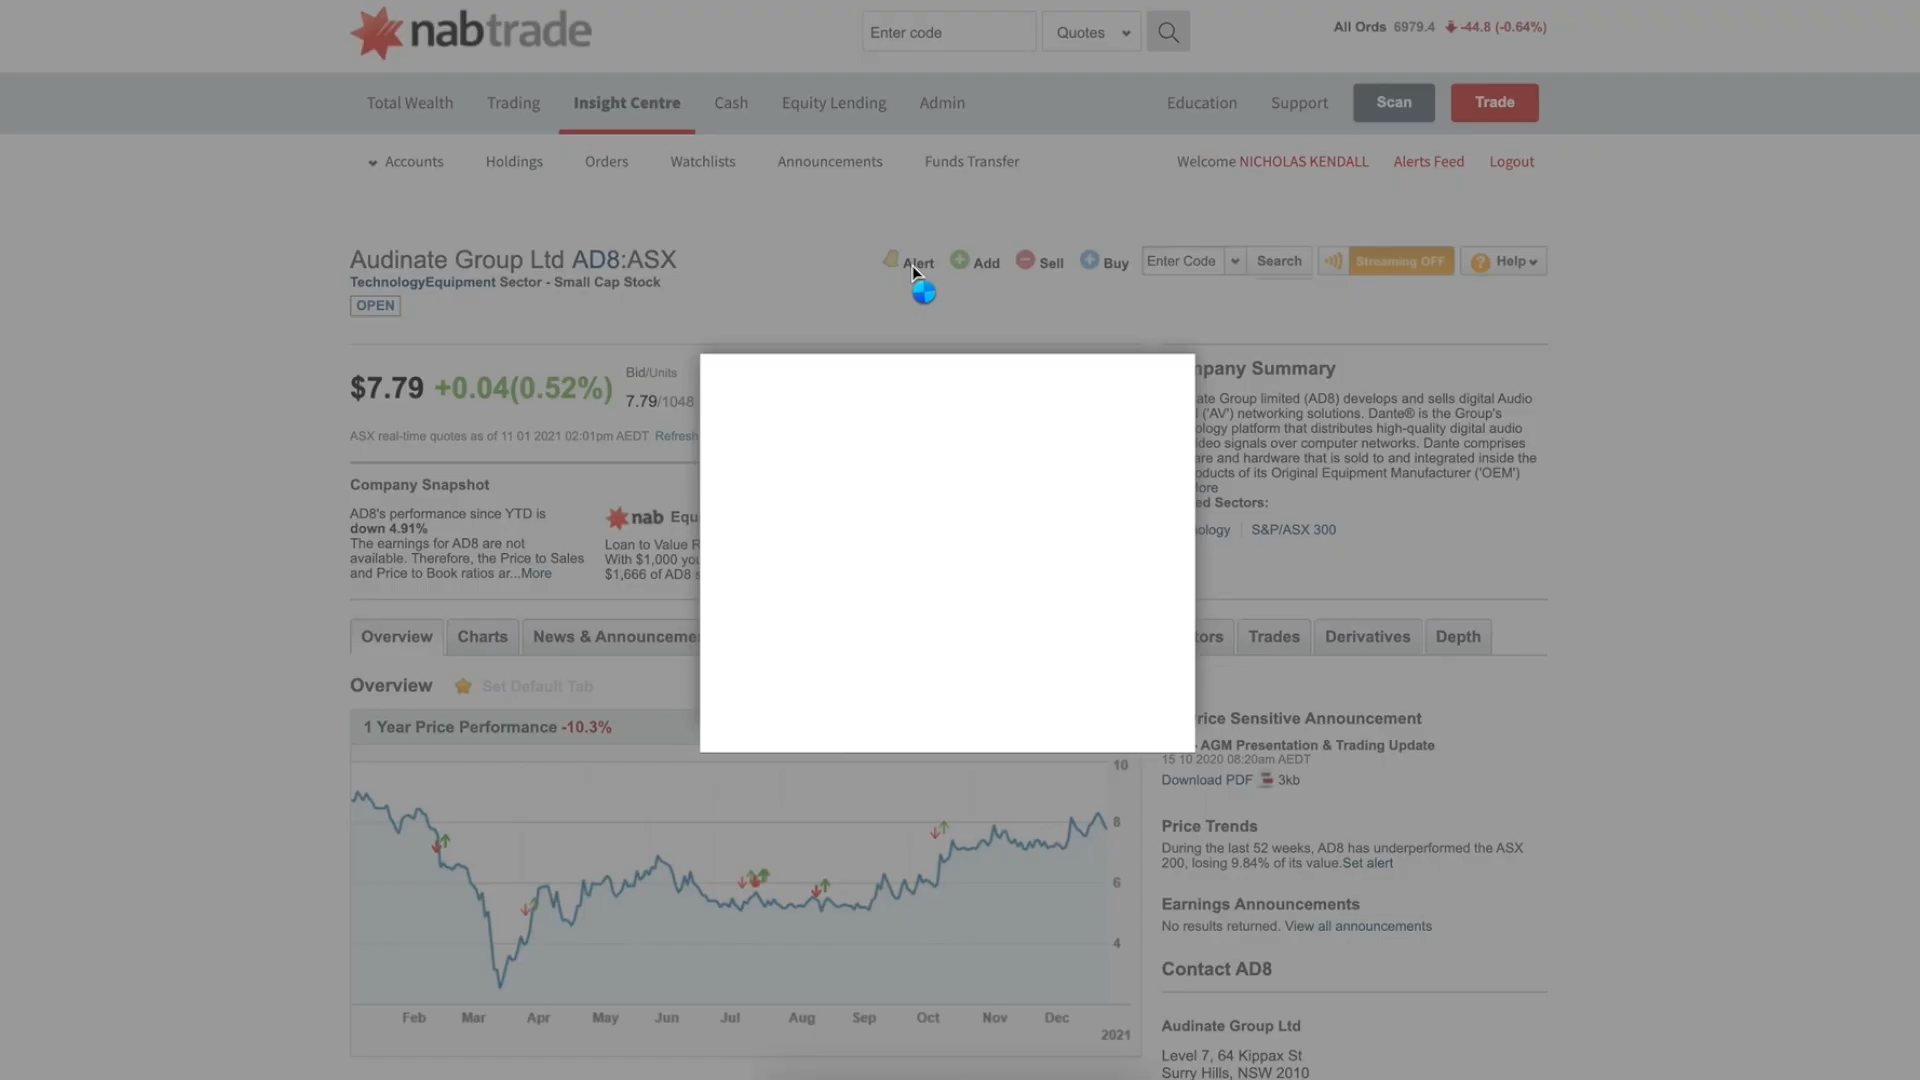 nabtrade
Enter code
Quotes
All Ords 6979.4 -44.8 (-0.64%)
Total Wealth
Trading
Insight Centre
Cash
Equity Lending
Admin
Education
Support
Scan
Trade
Accounts
Holdings
Orders
Watchlists
Announcements
Funds Transfer
Welcome NICHOLAS KENDALL
Alerts Feed
Logout
Audinate Group Ltd AD8:ASX
TechnologyEquipment Sector - Small Cap Stock
OPEN
Alert
Add
Sell
Buy
Enter Code
Search
Streaming OFF
Help
$7.79 +0.04(0.52%)
Bid/Units
7.79/1048
ASX real-time quotes as of 11 01 2021 02:01pm AEDT Refresh
Company Snapshot
AD8's performance since YTD is
down 4.91%
The earnings for AD8 are not
available. Therefore, the Price to Sales
and Price to Book ratios ar...More
nab Equ
Loan to Value R
With $1,000 you
$1,666 of AD8 s
npany Summary
ate Group limited (AD8) develops and sells digital Audio
('AV') networking solutions. Dante® is the Group's
ology platform that distributes high-quality digital audio
deo signals over computer networks. Dante comprises
are and hardware that is sold to and integrated inside the
oducts of its Original Equipment Manufacturer ('OEM')
ore
ed Sectors:
ology
S&P/ASX 300
Overview
Charts
News & Announceme
tors
Trades
Derivatives
Depth
Overview
Set Default Tab
1 Year Price Performance -10.3%
10
8
6
4
Feb
Mar
Apr
May
Jun
Jul
Aug
Sep
Oct
Nov
Dec
2021
rice Sensitive Announcement
AGM Presentation & Trading Update
15 10 2020 08:20am AEDT
Download PDF 3kb
Price Trends
During the last 52 weeks, AD8 has underperformed the ASX
200, losing 9.84% of its value.Set alert
Earnings Announcements
No results returned. View all announcements
Contact AD8
Audinate Group Ltd
Level 7, 64 Kippax St
Surry Hills, NSW 2010